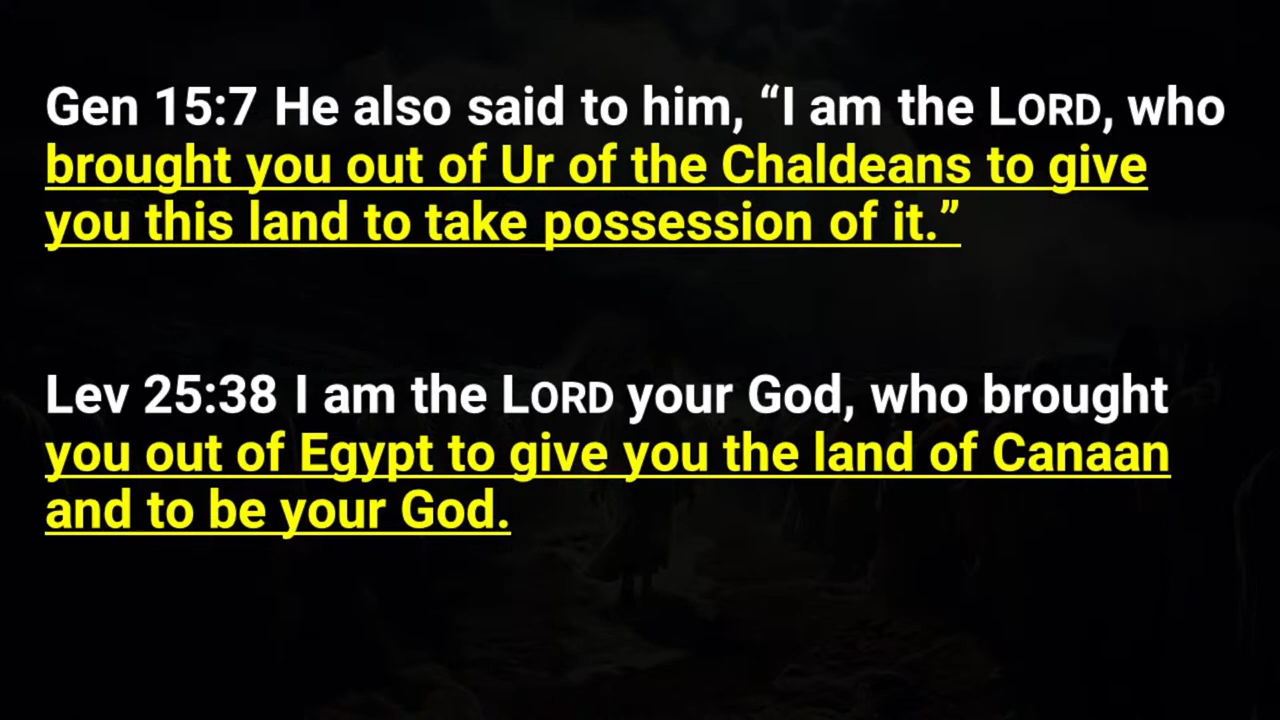 Gen 15:7 He also said to him, “I am the LORD, who
brought you out of Ur of the Chaldeans to give
you this land to take possession of it.”
Lev 25:38 I am the LORD your God, who brought
you out of Egypt to give you the land of Canaan
and to be your God.